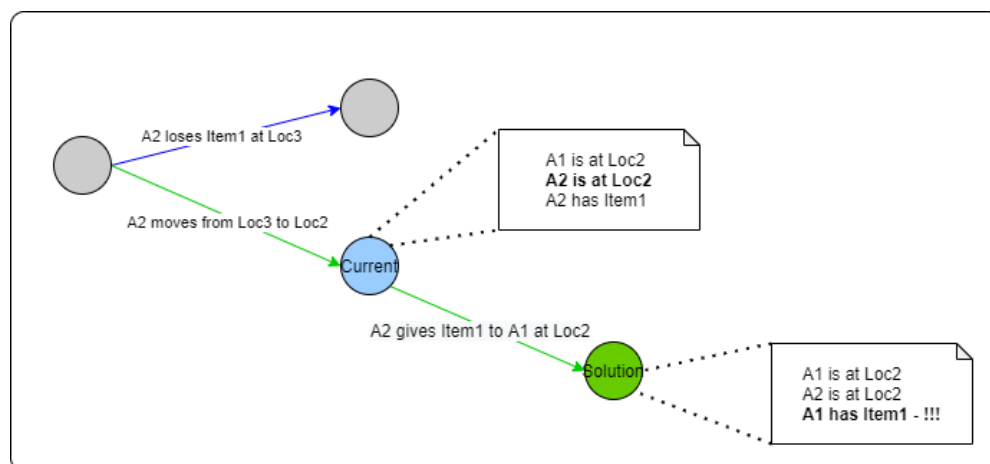 A2 loses Item1 at Loc3
A1 is at Loc2
A2 is at Loc2
A2 has Item1
A2 moves from Loc3 to Loc2
Current
A2 gives Item1 to A1 at Loc2
Solution
A1 is at Loc2
A2 is at Loc2
A1 has Item1 - !!!